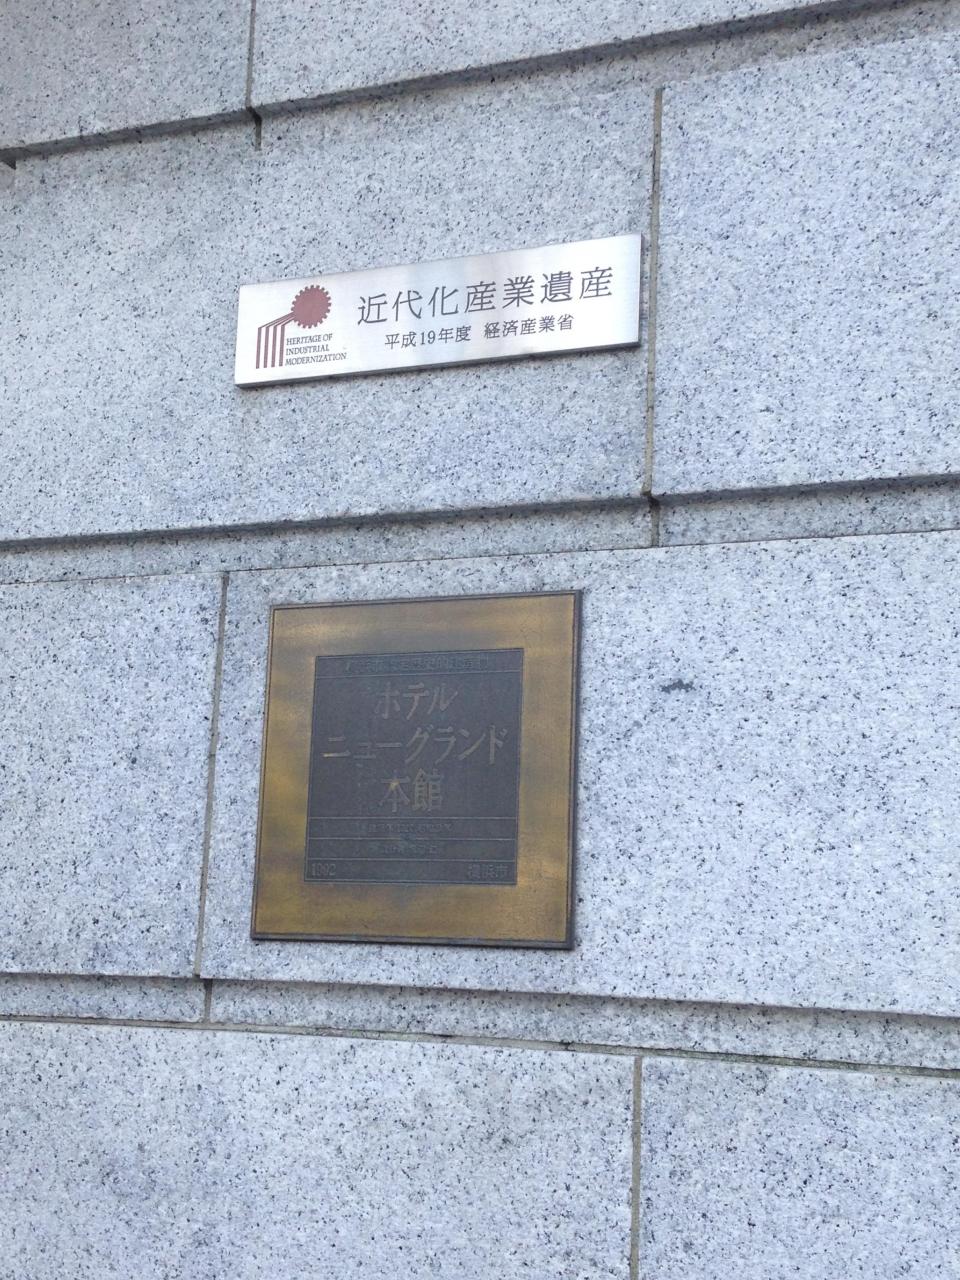 近代化産業遺産
平成19年度 経済産業省
HERITAGE OF
INDUSTRIAL
MODERNIZATION
ホテル
ニューグランド
本館
1992 横浜市